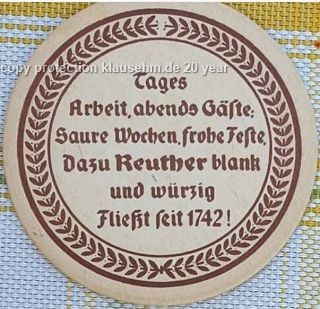 copy protection klausehm.de 20 year
Tages
Arbeit, abends Gäste:
Saure Wochen, frohe Feste,
Dazu Reuther blank
und würzig
Fließt seit 1742!